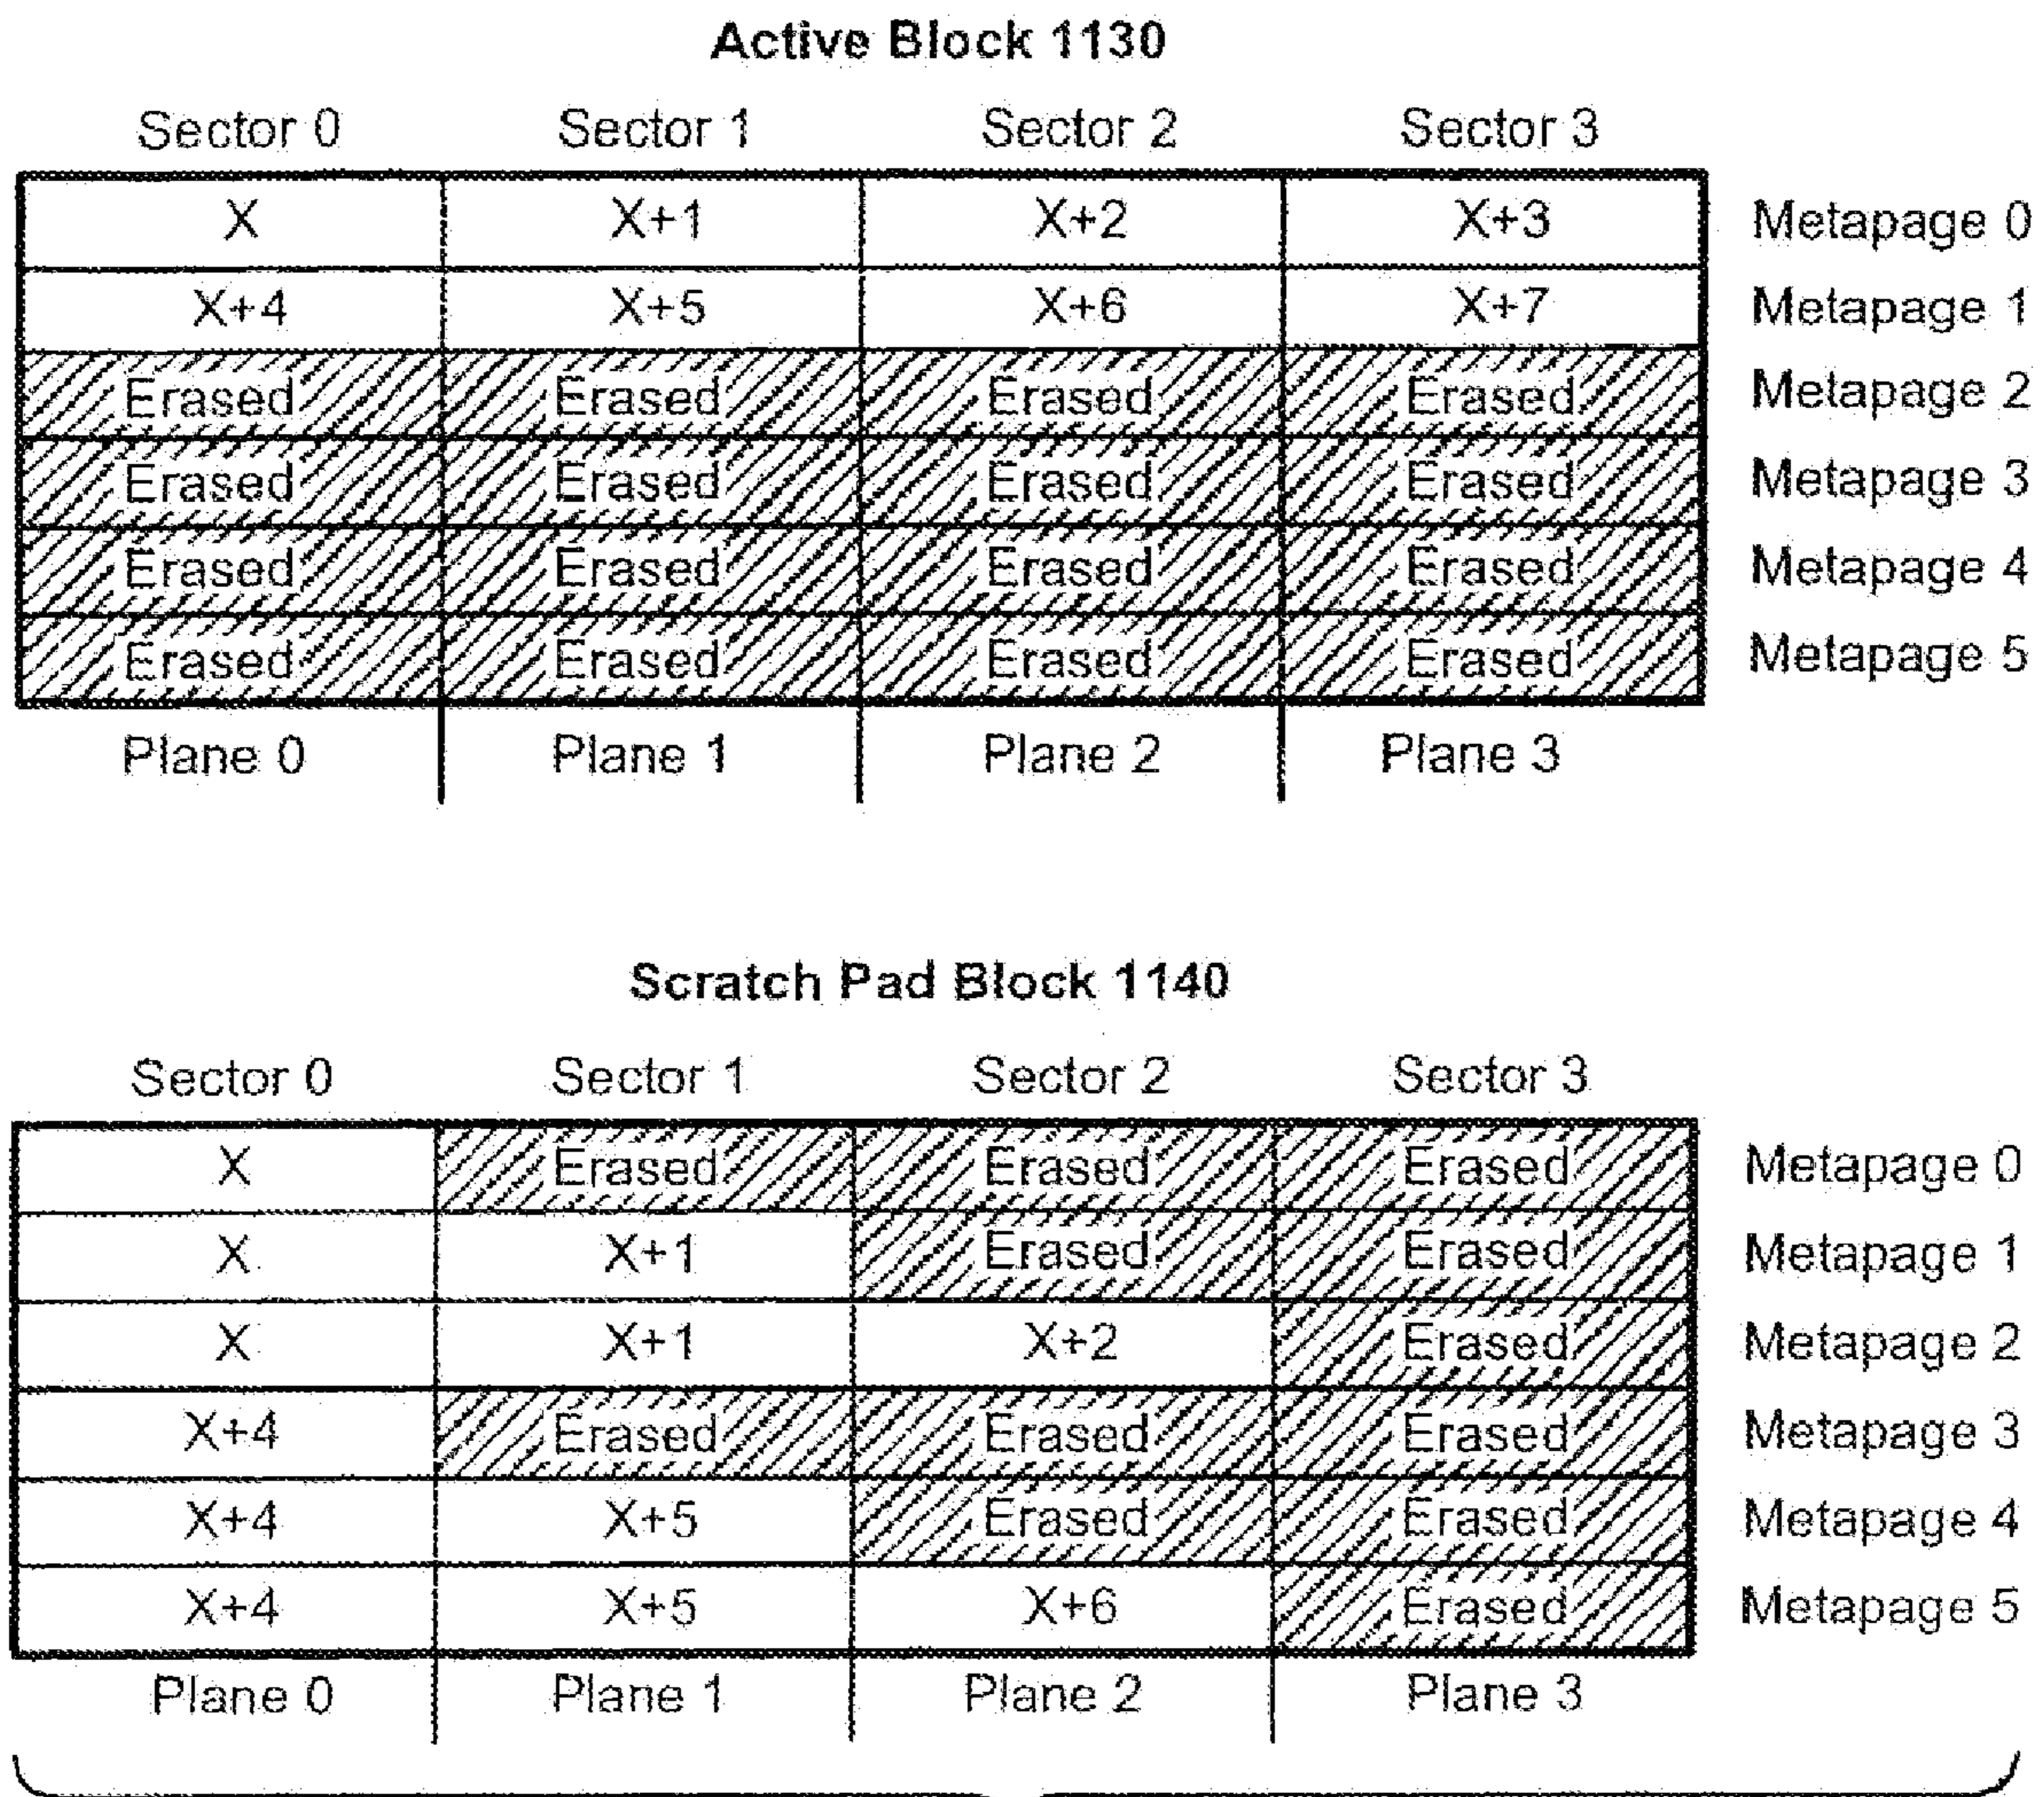 Active Block 1130
Sector 0 Sector 1 Sector 2 Sector 3
X X+1 X+2 X+3 Metapage 0
X+4 X+5 X+6 X+7 Metapage 1
Erased Erased Erased Erased Metapage 2
Erased Erased Erased Erased Metapage 3
Erased Erased Erased Erased Metapage 4
Erased Erased Erased Erased Metapage 5
Plane 0 Plane 1 Plane 2 Plane 3
Scratch Pad Block 1140
Sector 0 Sector 1 Sector 2 Sector 3
X Erased Erased Erased Metapage 0
X X+1 Erased Erased Metapage 1
X X+1 X+2 Erased Metapage 2
X+4 Erased Erased Erased Metapage 3
X+4 X+5 Erased Erased Metapage 4
X+4 X+5 X+6 Erased Metapage 5
Plane 0 Plane 1 Plane 2 Plane 3